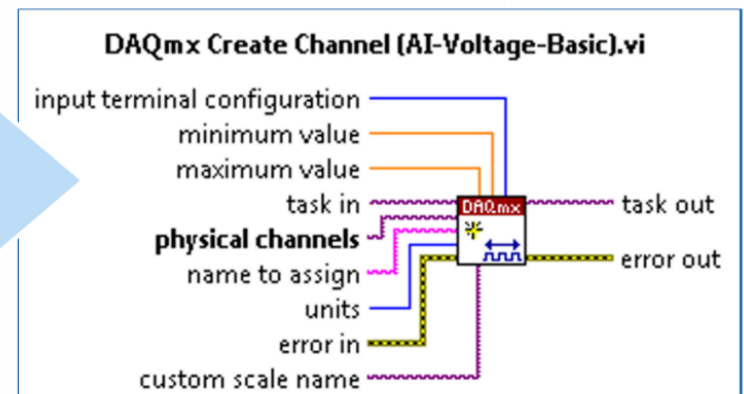 DAQmx Create Channel (AI-Voltage-Basic).vi
input terminal configuration
minimum value
maximum value
task in
DAQmx
task out
physical channels
name to assign
error out
units
error in
custom scale name